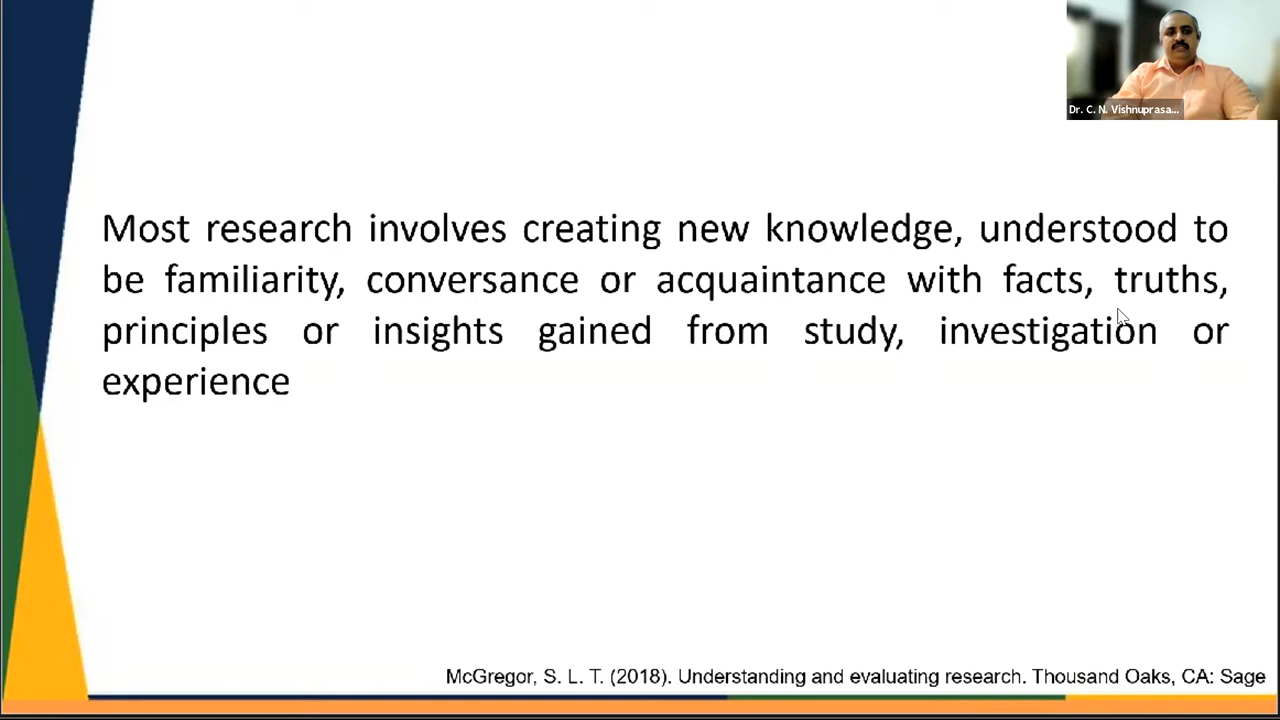 Dr. C. N. Vishnuprasa...
Most research involves creating new knowledge, understood to
be familiarity, conversance or acquaintance with facts, truths,
principles or insights gained from study, investigation or
experience
McGregor, S. L. T. (2018). Understanding and evaluating research. Thousand Oaks, CA: Sage